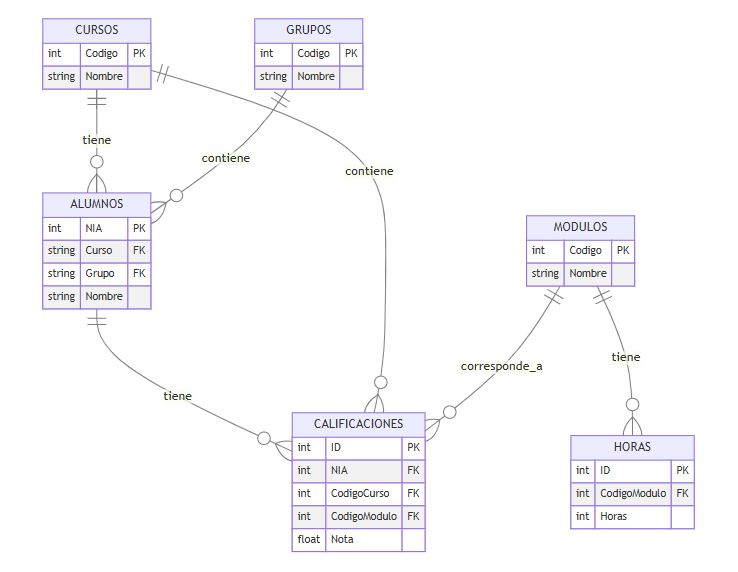 CURSOS
int Codigo PK
string Nombre
GRUPOS
int Codigo PK
string Nombre
tiene
contiene
contiene
ALUMNOS
int NIA PK
string Curso FK
string Grupo FK
string Nombre
MODULOS
int Codigo PK
string Nombre
tiene
corresponde_a
tiene
CALIFICACIONES
int ID PK
int NIA FK
int CodigoCurso FK
int CodigoModulo FK
float Nota
HORAS
int ID PK
int CodigoModulo FK
int Horas